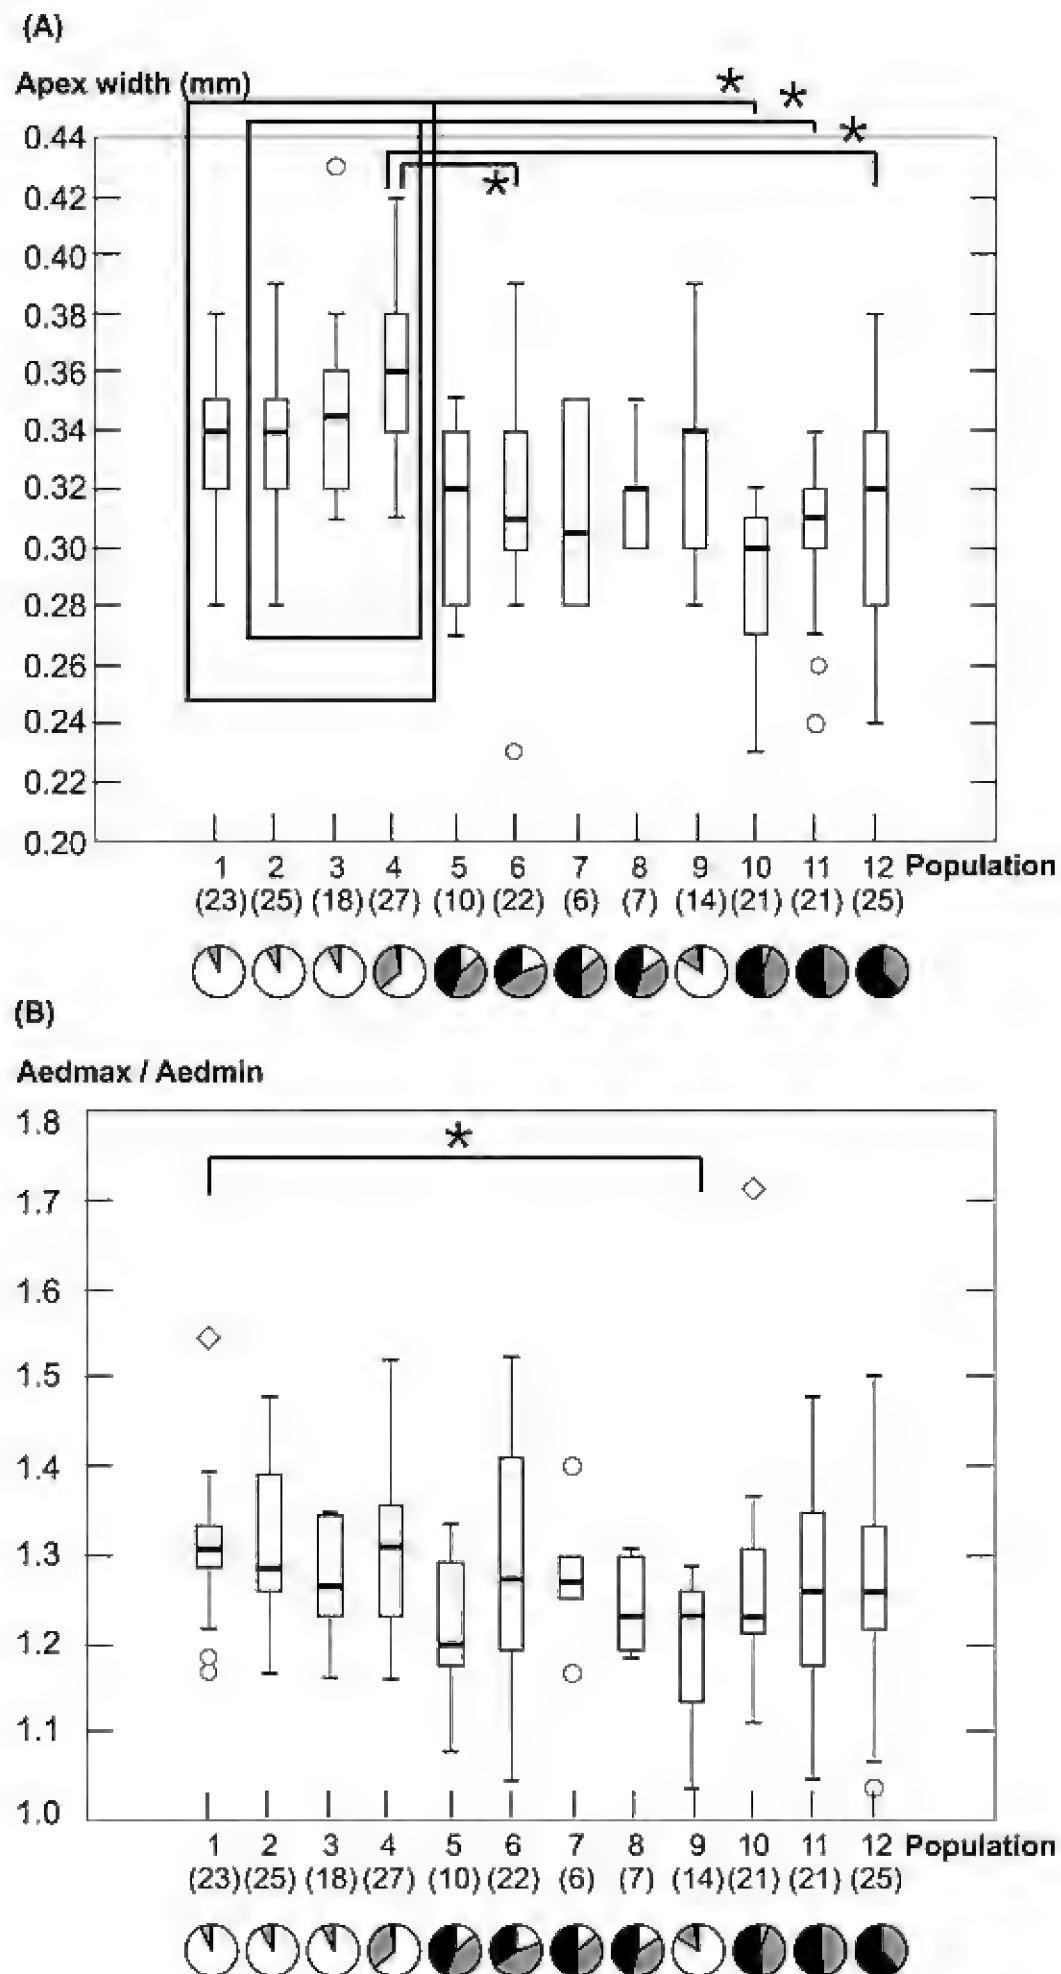 (A)
Apex width (mm)
* * *
*
0.44
0.42
0.40
0.38
0.36
0.34
0.32
0.30
0.28
0.26
0.24
0.22
0.20
1 2 3 4 5 6 7 8 9 10 11 12 Population
(23) (25) (18) (27) (10) (22) (6) (7) (14) (21) (21) (25)
(B)
Aedmax / Aedmin
*
1.8
1.7
1.6
1.5
1.4
1.3
1.2
1.1
1.0
1 2 3 4 5 6 7 8 9 10 11 12 Population
(23) (25) (18) (27) (10) (22) (6) (7) (14) (21) (21) (25)